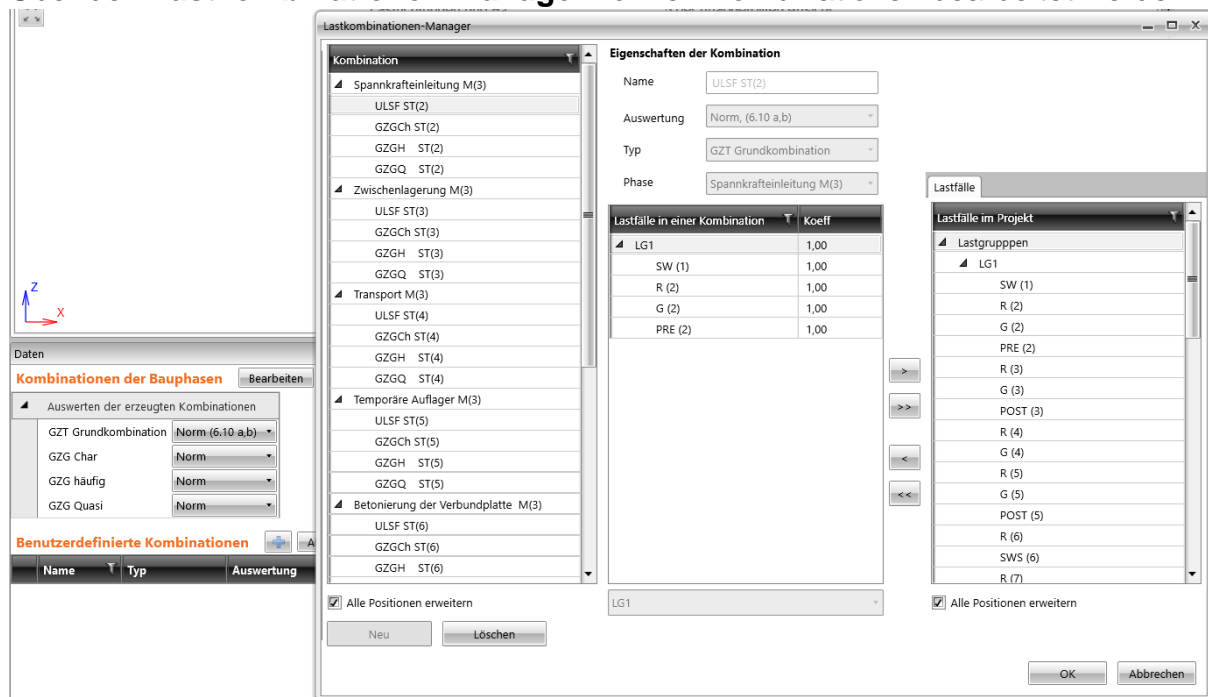 Lastkombinationen-Manager
Kombination
Spannkrafteinleitung M(3)
ULSF ST(2)
GZGCh ST(2)
GZGH ST(2)
GZGQ ST(2)
Zwischenlagerung M(3)
ULSF ST(3)
GZGCh ST(3)
GZGH ST(3)
GZGQ ST(3)
Transport M(3)
ULSF ST(4)
GZGCh ST(4)
GZGH ST(4)
GZGQ ST(4)
Temporäre Auflager M(3)
ULSF ST(5)
GZGCh ST(5)
GZGH ST(5)
GZGQ ST(5)
Betonierung der Verbundplatte M(3)
ULSF ST(6)
GZGCh ST(6)
GZGH ST(6)
Alle Positionen erweitern
Neu Löschen
Eigenschaften der Kombination
Name ULSF ST(2)
Auswertung Norm, (6.10 a,b)
Typ GZT Grundkombination
Phase Spannkrafteinleitung M(3)
Lastfälle in einer Kombination Koeff
LG1 1,00
SW (1) 1,00
R (2) 1,00
G (2) 1,00
PRE (2) 1,00
LG1
>
>>
<
<<
Lastfälle
Lastfälle im Projekt
Lastgrupppen
LG1
SW (1)
R (2)
G (2)
PRE (2)
R (3)
G (3)
POST (3)
R (4)
G (4)
R (5)
G (5)
POST (5)
R (6)
SWS (6)
R (7)
Alle Positionen erweitern
OK Abbrechen
Z
X
Daten
Kombinationen der Bauphasen Bearbeiten
Auswerten der erzeugten Kombinationen
GZT Grundkombination Norm (6.10 a,b)
GZG Char Norm
GZG häufig Norm
GZG Quasi Norm
Benutzerdefinierte Kombinationen A
Name Typ Auswertung